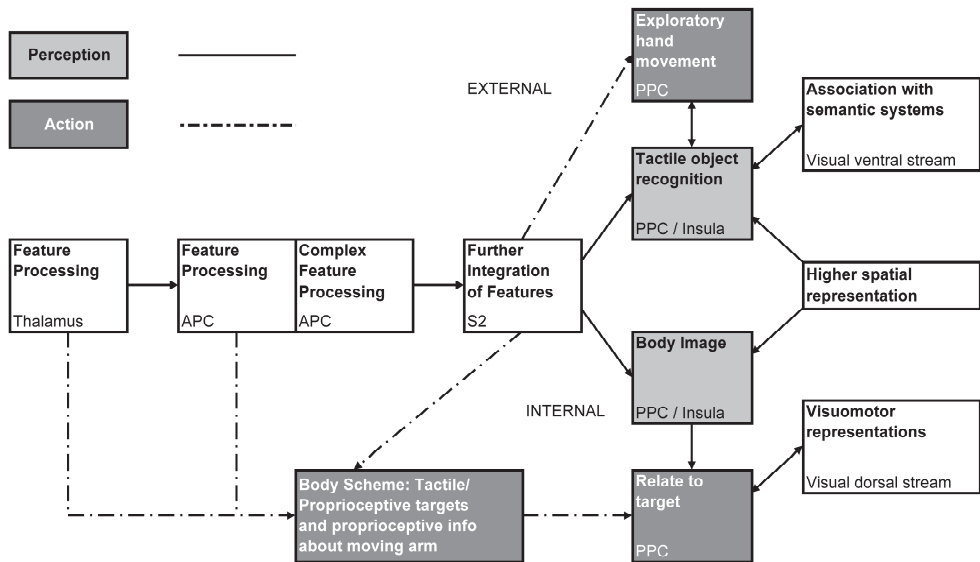 Perception
Action
EXTERNAL
Exploratory
hand
movement
PPC
Association with
semantic systems
Visual ventral stream
Tactile object
recognition
PPC / Insula
Feature
Processing
Thalamus
Feature
Processing
APC
Complex
Feature
Processing
APC
Further
Integration
of Features
S2
Higher spatial
representation
Body Image
PPC / Insula
INTERNAL
Visuomotor
representations
Visual dorsal stream
Body Scheme: Tactile/
Proprioceptive targets
and proprioceptive info
about moving arm
Relate to
target
PPC